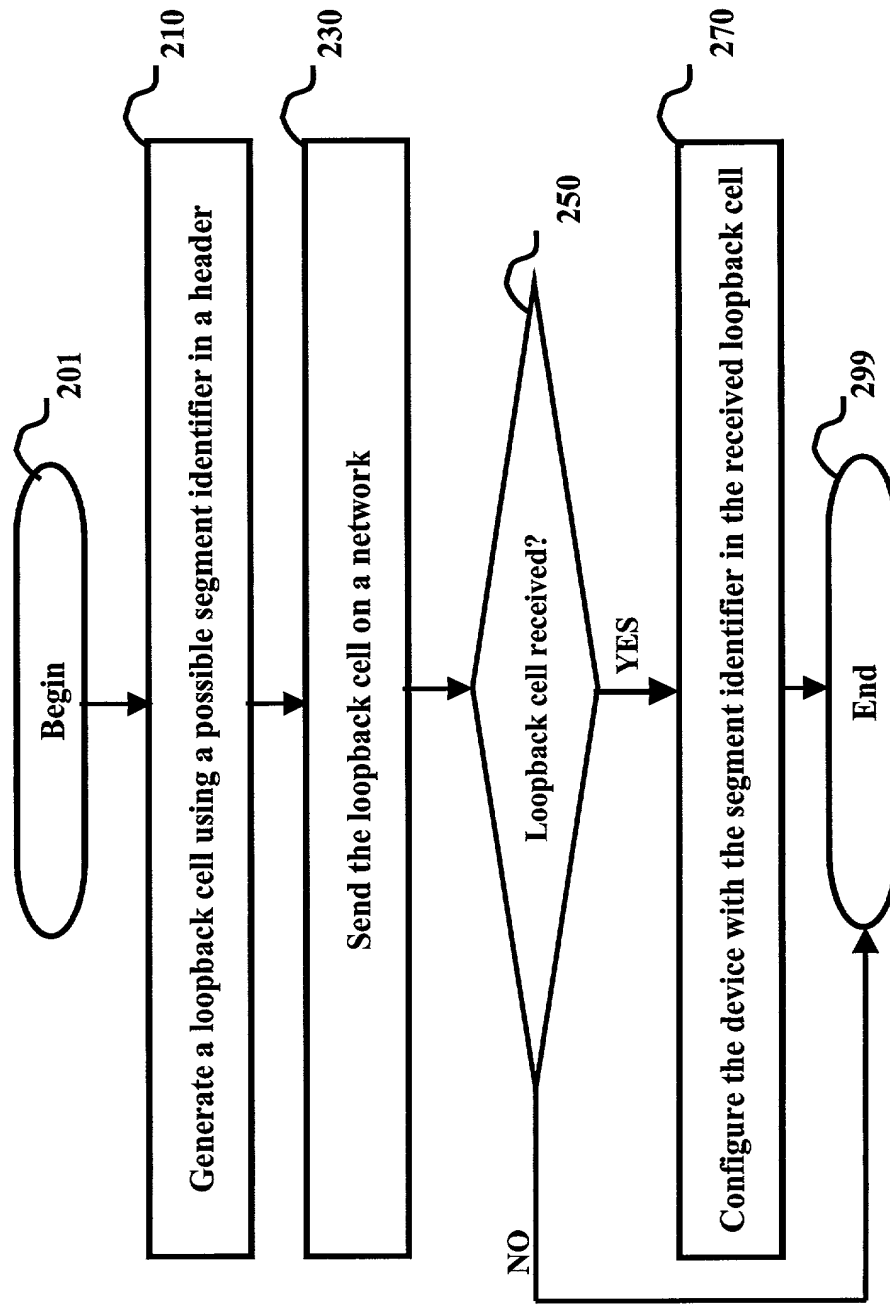 Begin
201
Generate a loopback cell using a possible segment identifier in a header
210
Send the loopback cell on a network
230
Loopback cell received?
250
NO
YES
Configure the device with the segment identifier in the received loopback cell
270
End
299